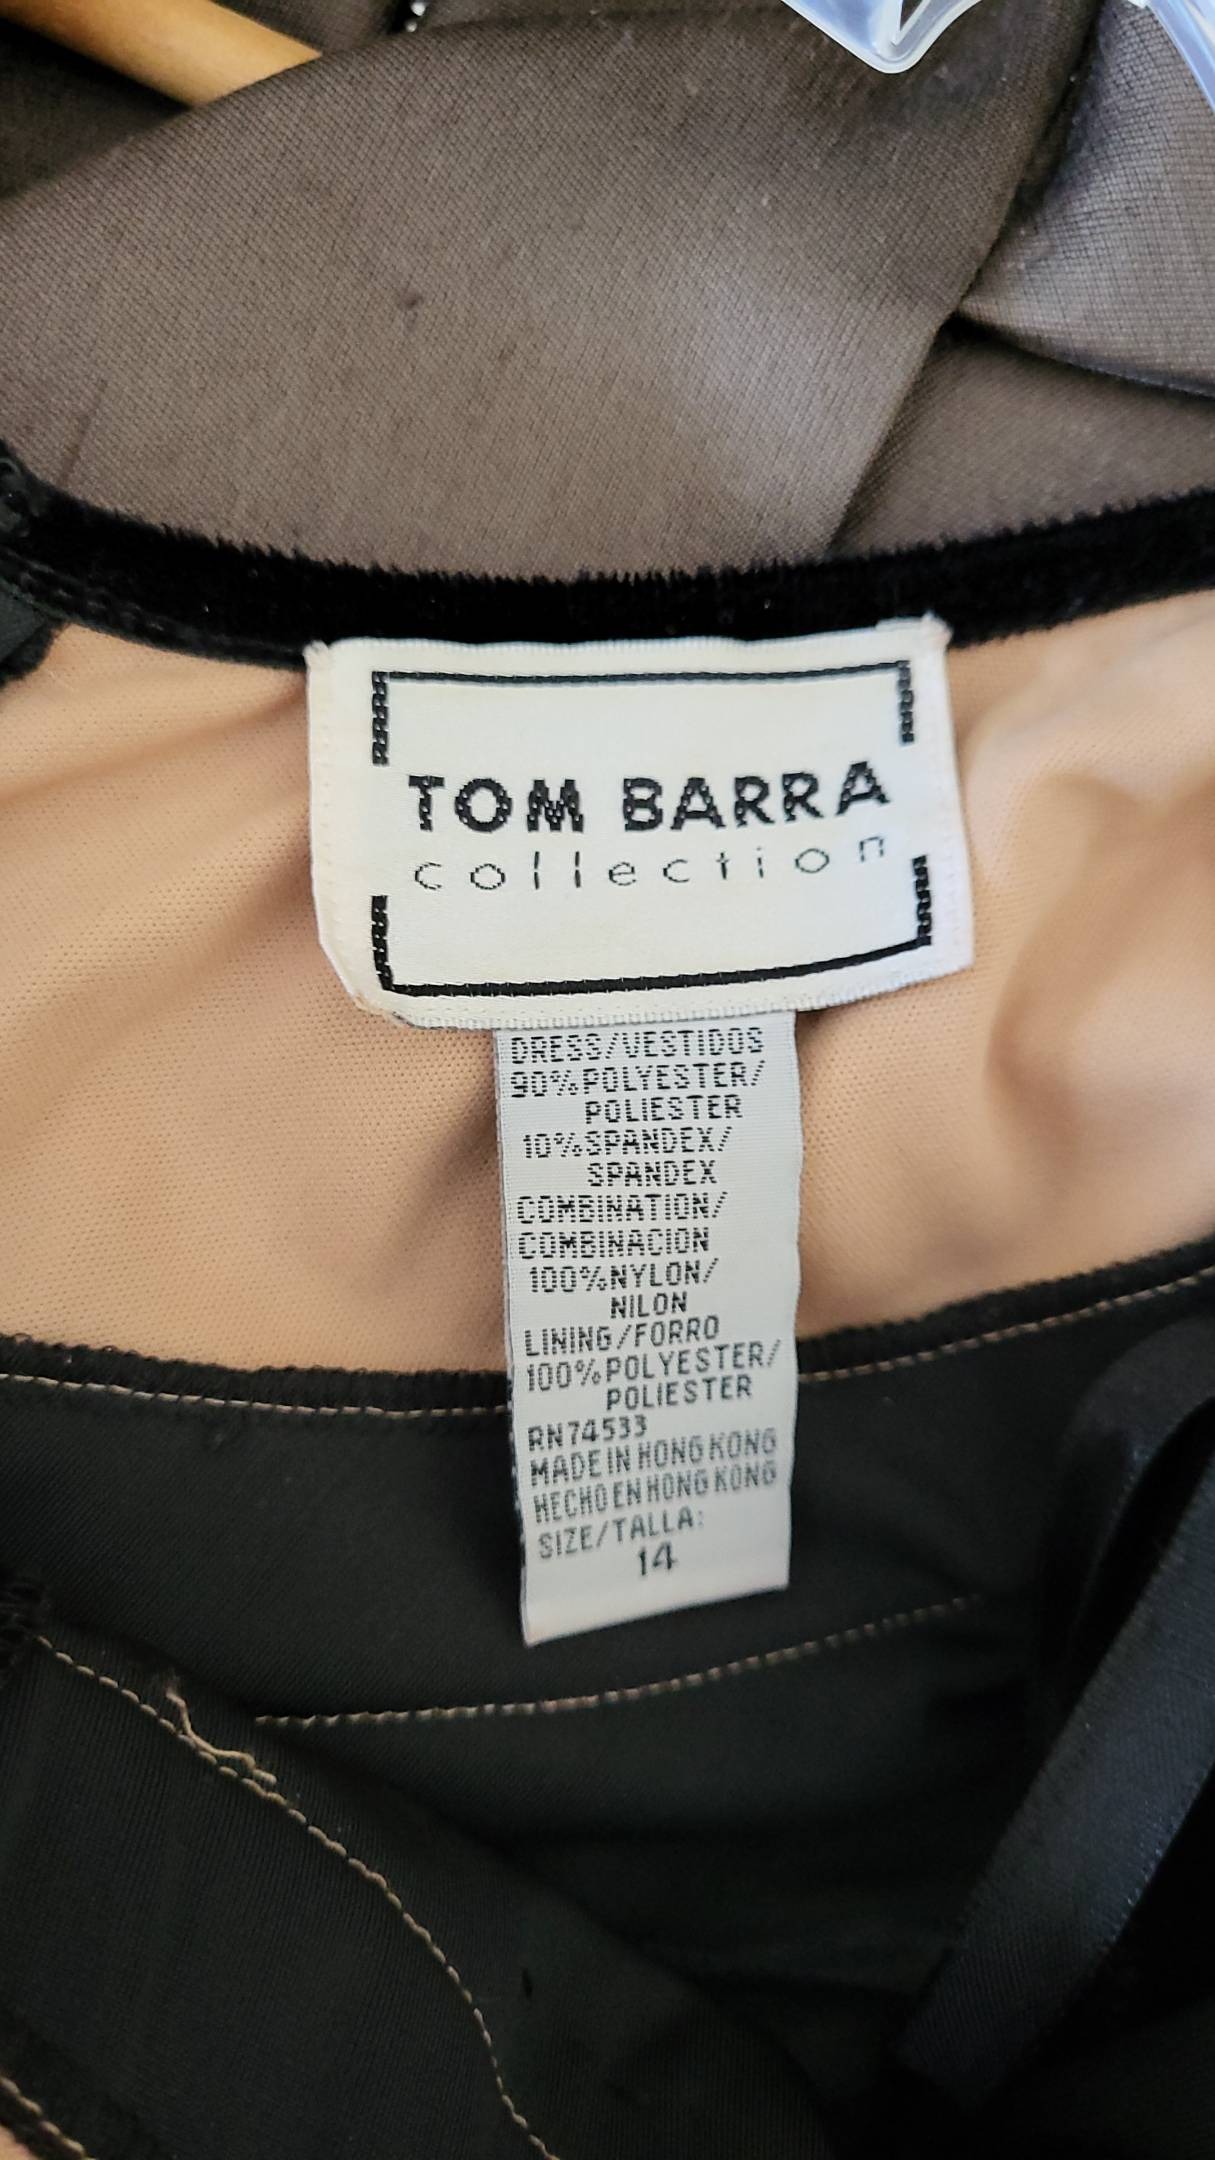 TOM BARRA
collection
DRESS/VESTIDOS
90%POLYESTER/
POLIESTER
10%SPANDEX/
SPANDEX
COMBINATION/
COMBINACION
100%NYLON/
NILON
LINING/FORRO
100%POLYESTER/
POLIESTER
RN74533
MADE IN HONG KONG
HECHO EN HONG KONG
SIZE/TALLA:
14